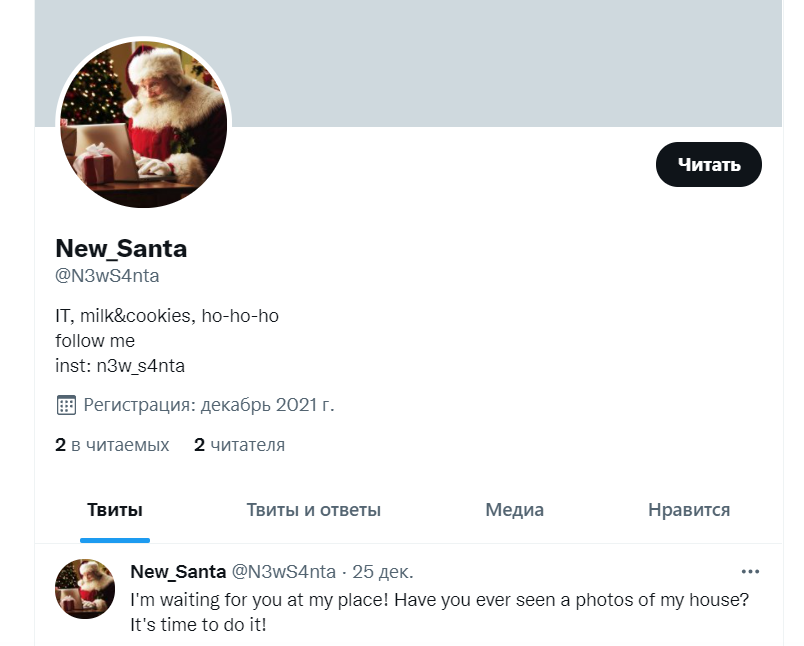 Читать
New_Santa
@N3wS4nta
IT, milk&cookies, ho-ho-ho
follow me
inst: n3w_s4nta
Регистрация: декабрь 2021 г.
2 в читаемых 2 читателя
Твиты Твиты и ответы Медиа Нравится
New_Santa @N3wS4nta · 25 дек.
I'm waiting for you at my place! Have you ever seen a photos of my house?
It's time to do it!